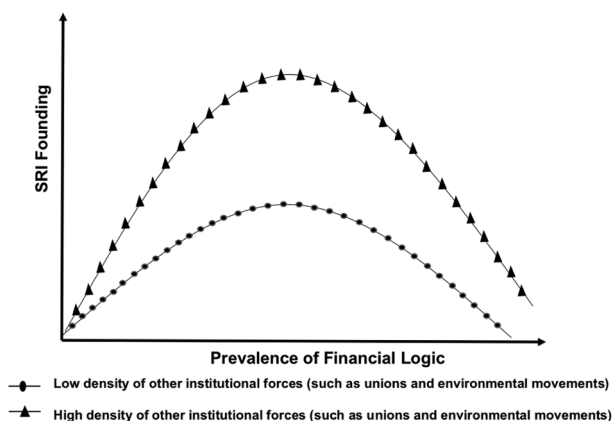 SRI Founding
Prevalence of Financial Logic
Low density of other institutional forces (such as unions and environmental movements)
High density of other institutional forces (such as unions and environmental movements)